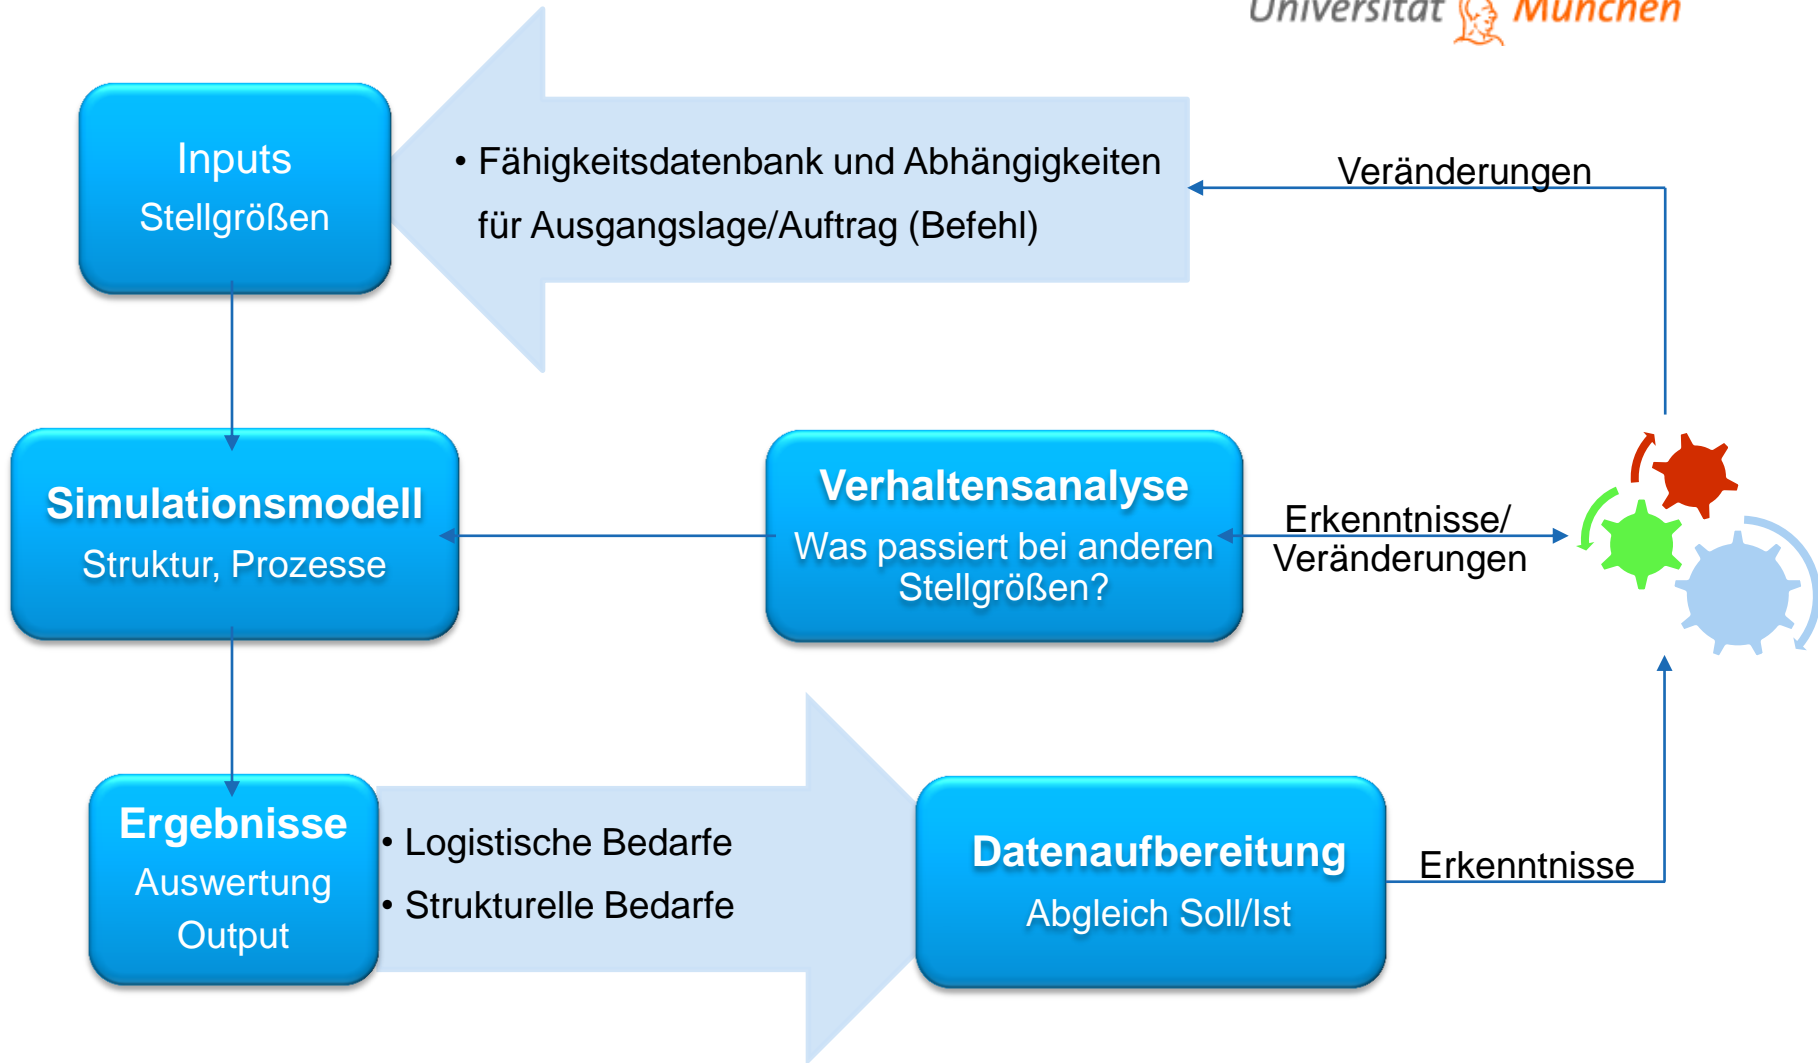 Universität München
Inputs
Stellgrößen
• Fähigkeitsdatenbank und Abhängigkeiten
für Ausgangslage/Auftrag (Befehl)
Veränderungen
Simulationsmodell
Struktur, Prozesse
Verhaltensanalyse
Was passiert bei anderen
Stellgrößen?
Erkenntnisse/
Veränderungen
Ergebnisse
Auswertung
Output
• Logistische Bedarfe
• Strukturelle Bedarfe
Datenaufbereitung
Abgleich Soll/Ist
Erkenntnisse